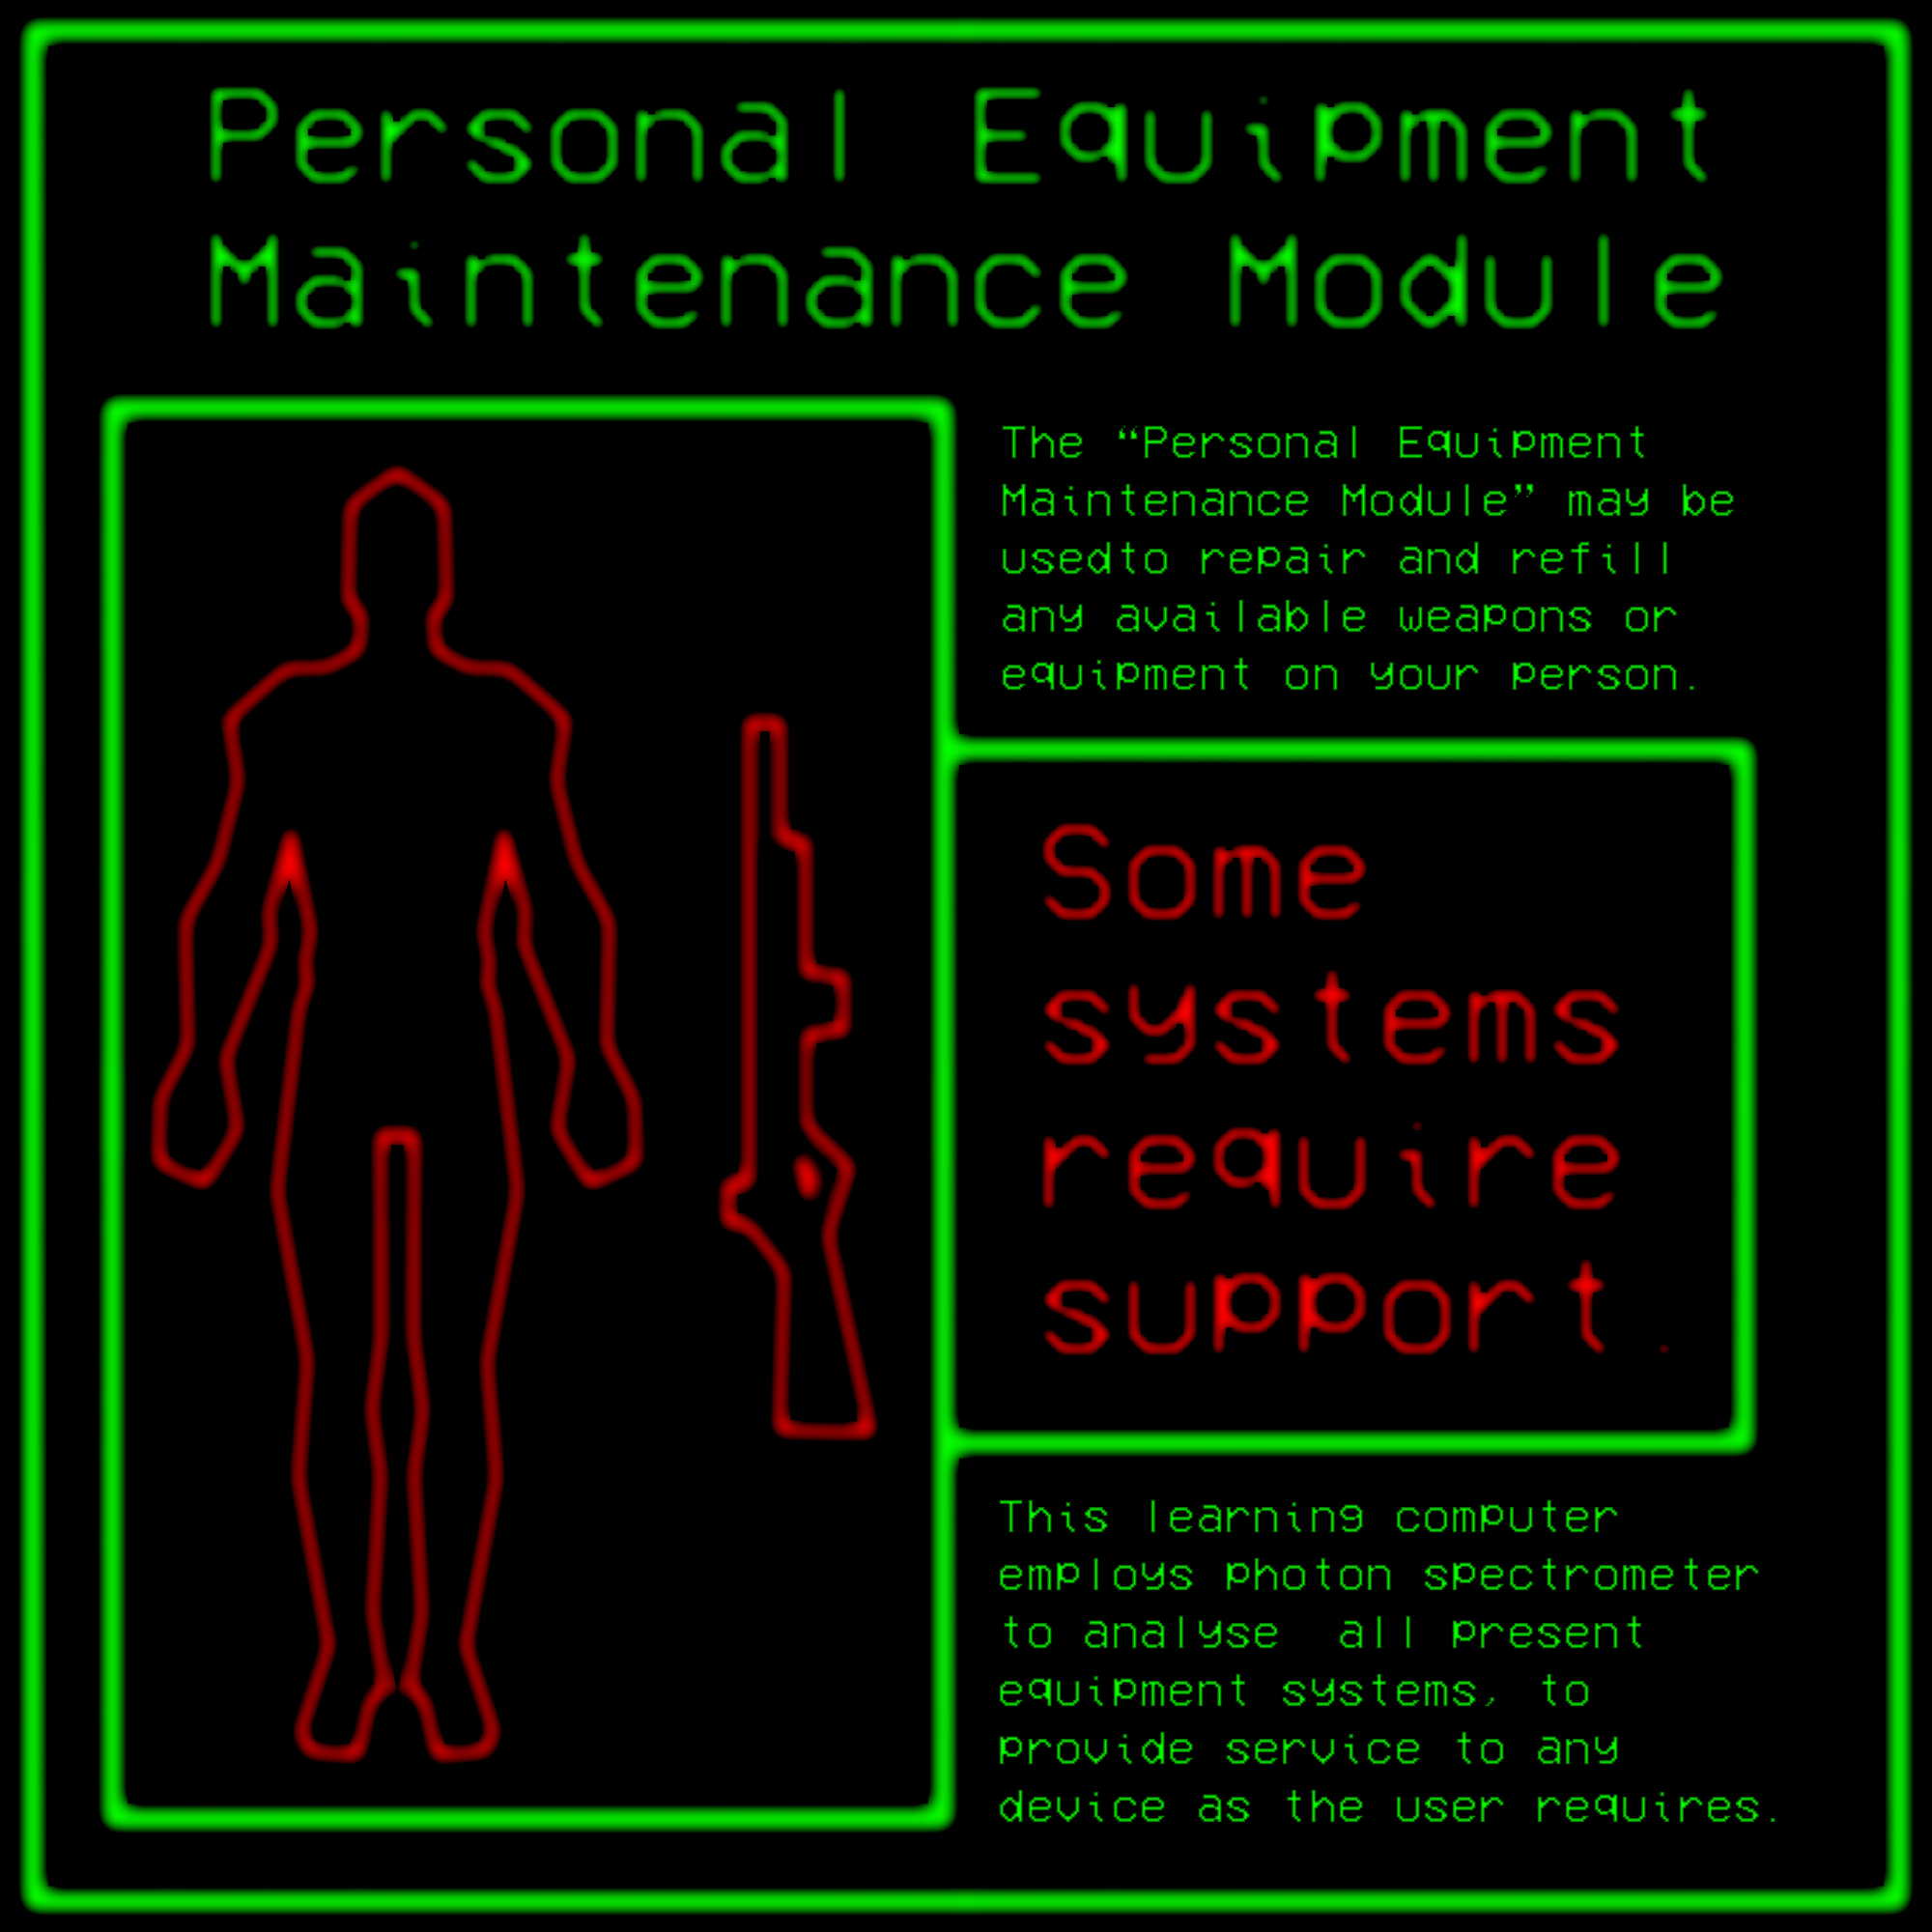 Personal Equipment
Maintenance Module
The “Personal Equipment
Maintenance Module” may be
usedto repair and refill
any available weapons or
equipment on your person.
Some
systems
require
support.
This learning computer
employs photon spectrometer
to analyse  all present
equipment systems, to
provide service to any
device as the user requires.